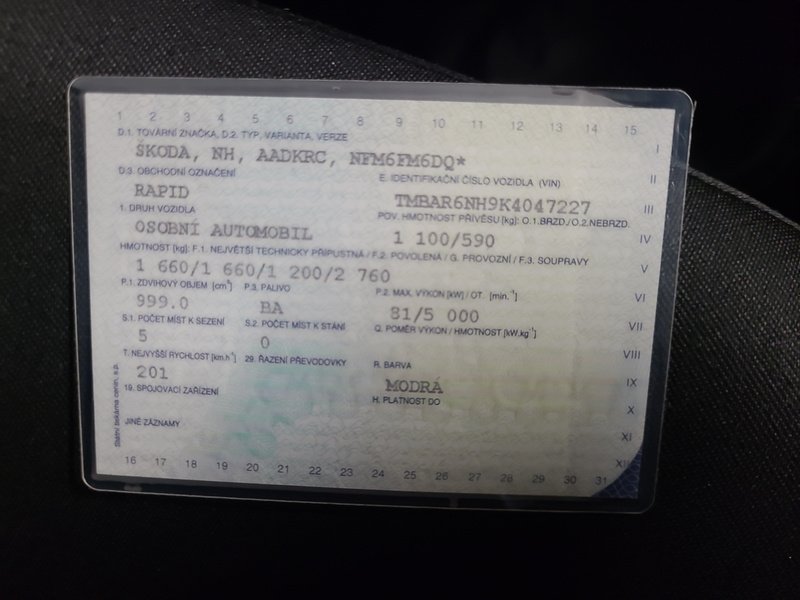 1 2 3 4 5 6 7 8 9 10 11 12 13 14 15
D.1. TOVÁRNÍ ZNAČKA, D.2. TYP, VARIANTA, VERZE
I
ŠKODA, NH, AADKRC, NFM6FM6DQ*
D.3. OBCHODNÍ OZNAČENÍ E. IDENTIFIKAČNÍ ČÍSLO VOZIDLA (VIN)
II
RAPID TMBAR6NH9K4047227
III
1. DRUH VOZIDLA POV. HMOTNOST PŘÍVĚSU [kg]: O.1.BRZD./O.2.NEBRZD.
OSOBNÍ AUTOMOBIL 1 100/590
IV
HMOTNOST [kg]: F.1. NEJVĚTŠÍ TECHNICKY PŘÍPUSTNÁ / F.2. POVOLENÁ / G. PROVOZNÍ / F.3. SOUPRAVY
V
1 660/1 660/1 200/2 760
P.1. ZDVIHOVÝ OBJEM [cm³] P.3. PALIVO P.2. MAX. VÝKON [kW] / OT. [min.⁻¹]
VI
999.0 BA 81/5 000
S.1. POČET MÍST K SEZENÍ S.2. POČET MÍST K STÁNÍ Q. POMĚR VÝKON / HMOTNOST [kW.kg⁻¹]
VII
5 0
T. NEJVYŠŠÍ RYCHLOST [km.h⁻¹] 29. ŘAZENÍ PŘEVODOVKY R. BARVA
VIII
201 MODRÁ
IX
19. SPOJOVACÍ ZAŘÍZENÍ H. PLATNOST DO
X
JINÉ ZÁZNAMY
XI
XII
16 17 18 19 20 21 22 23 24 25 26 27 28 29 30 31
Státní tiskárna cenin, s.p.